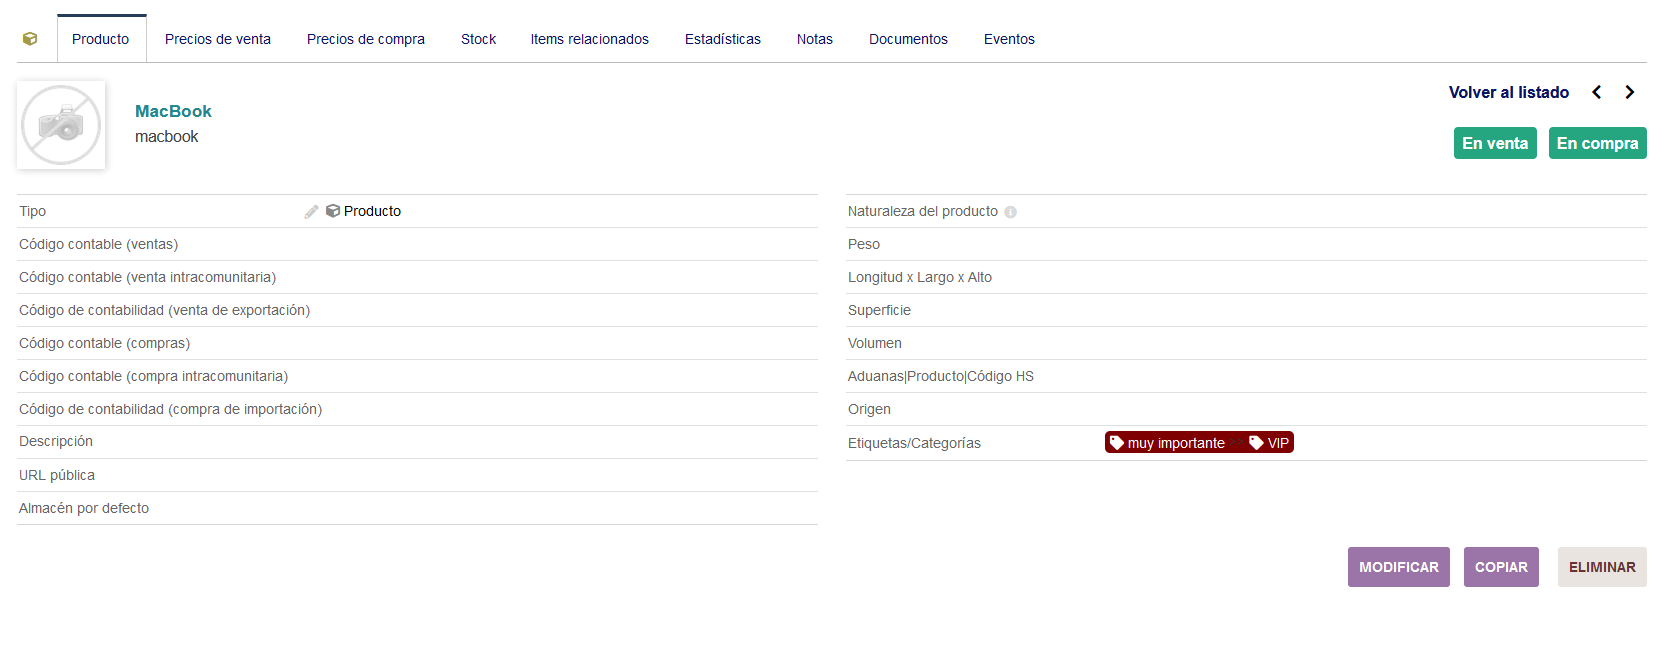 Producto Precios de venta Precios de compra Stock Items relacionados Estadísticas Notas Documentos Eventos
MacBook
macbook
Volver al listado
En venta En compra
Tipo Producto
Código contable (ventas)
Código contable (venta intracomunitaria)
Código de contabilidad (venta de exportación)
Código contable (compras)
Código contable (compra intracomunitaria)
Código de contabilidad (compra de importación)
Descripción
URL pública
Almacén por defecto
Naturaleza del producto
Peso
Longitud x Largo x Alto
Superficie
Volumen
Aduanas|Producto|Código HS
Origen
Etiquetas/Categorías muy importante >> VIP
MODIFICAR COPIAR ELIMINAR